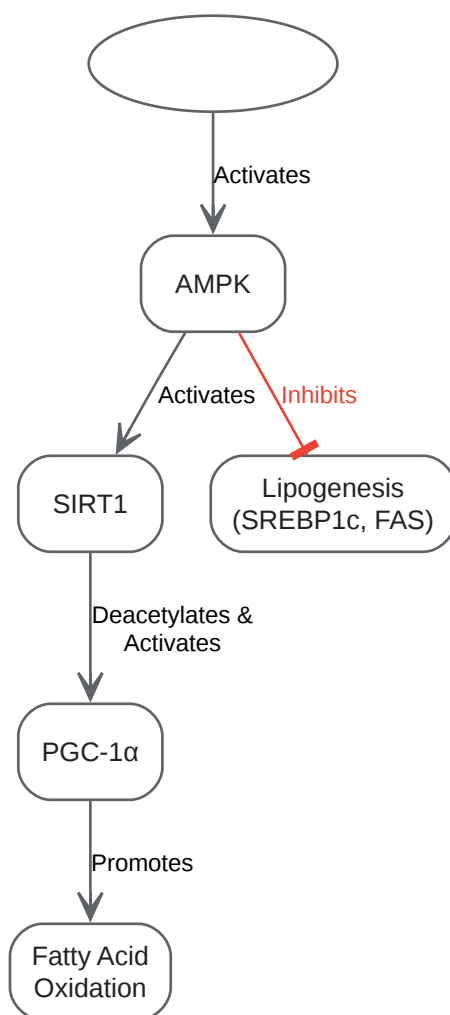 Activates
AMPK
Activates
Inhibits
SIRT1
Lipogenesis
(SREBP1c, FAS)
Deacetylates &
Activates
PGC-1α
Promotes
Fatty Acid
Oxidation